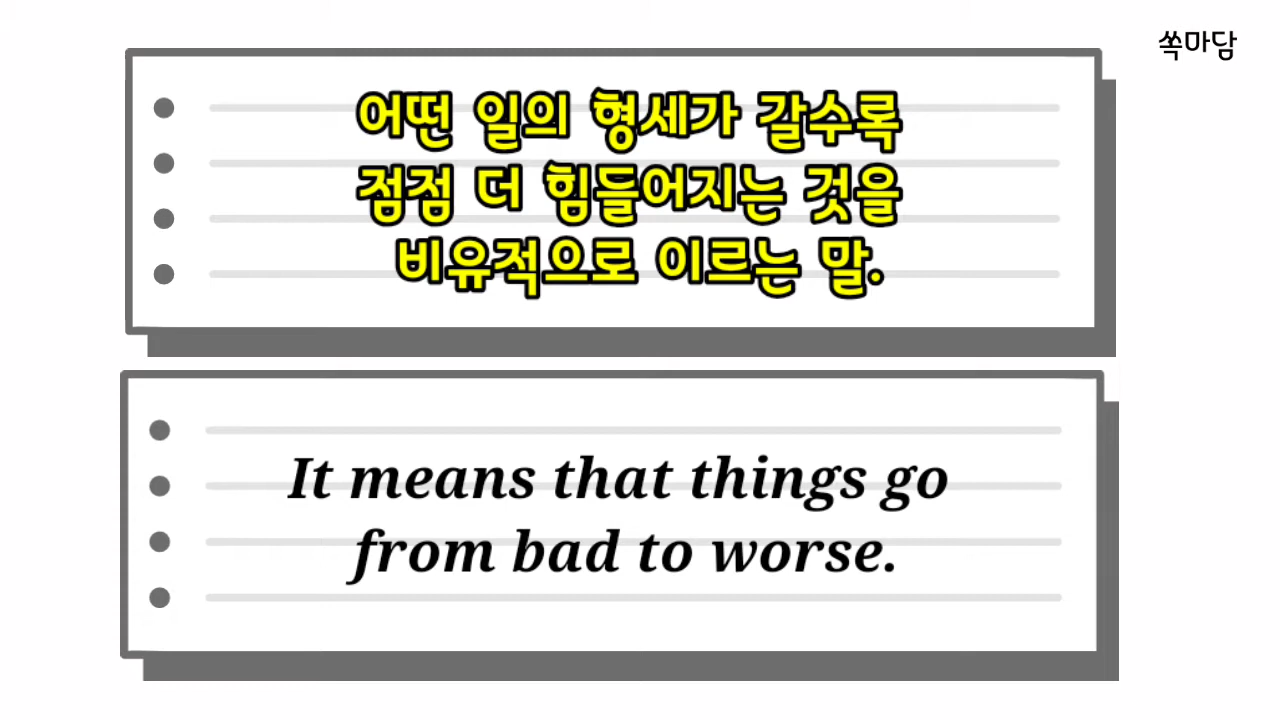 쏙마담
어떤 일의 형세가 갈수록
점점 더 힘들어지는 것을
비유적으로 이르는 말.
It means that things go
from bad to worse.